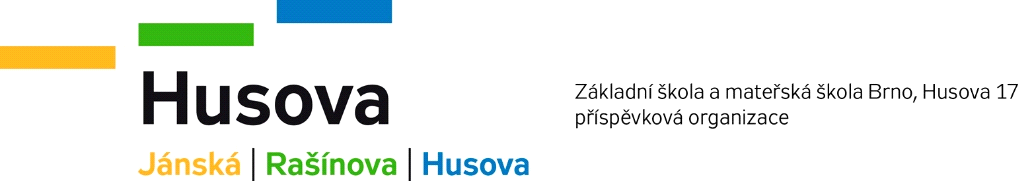 Husova
Jánská | Rašínova | Husova
Základní škola a mateřská škola Brno, Husova 17
příspěvková organizace